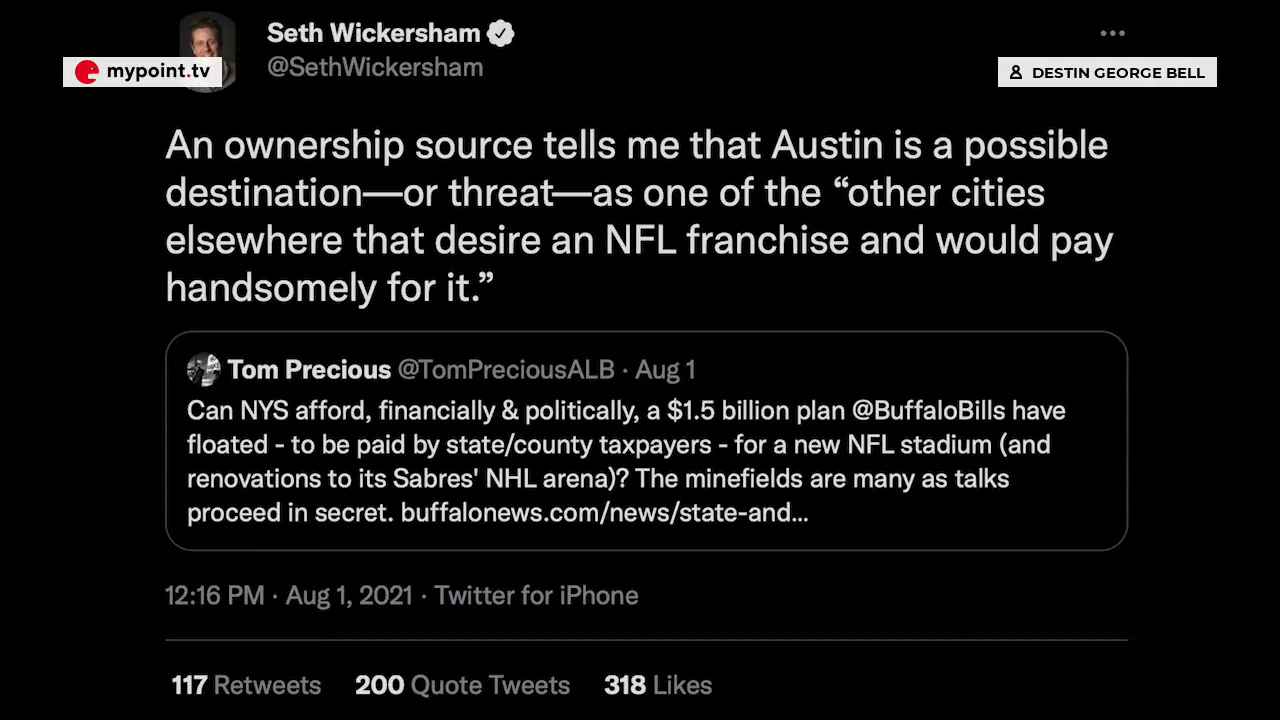 Seth Wickersham
@SethWickersham
mypoint.tv
DESTIN GEORGE BELL
An ownership source tells me that Austin is a possible
destination—or threat—as one of the “other cities
elsewhere that desire an NFL franchise and would pay
handsomely for it.”
Tom Precious @TomPreciousALB · Aug 1
Can NYS afford, financially & politically, a $1.5 billion plan @BuffaloBills have
floated - to be paid by state/county taxpayers - for a new NFL stadium (and
renovations to its Sabres' NHL arena)? The minefields are many as talks
proceed in secret. buffalonews.com/news/state-and...
12:16 PM · Aug 1, 2021 · Twitter for iPhone
117 Retweets 200 Quote Tweets 318 Likes